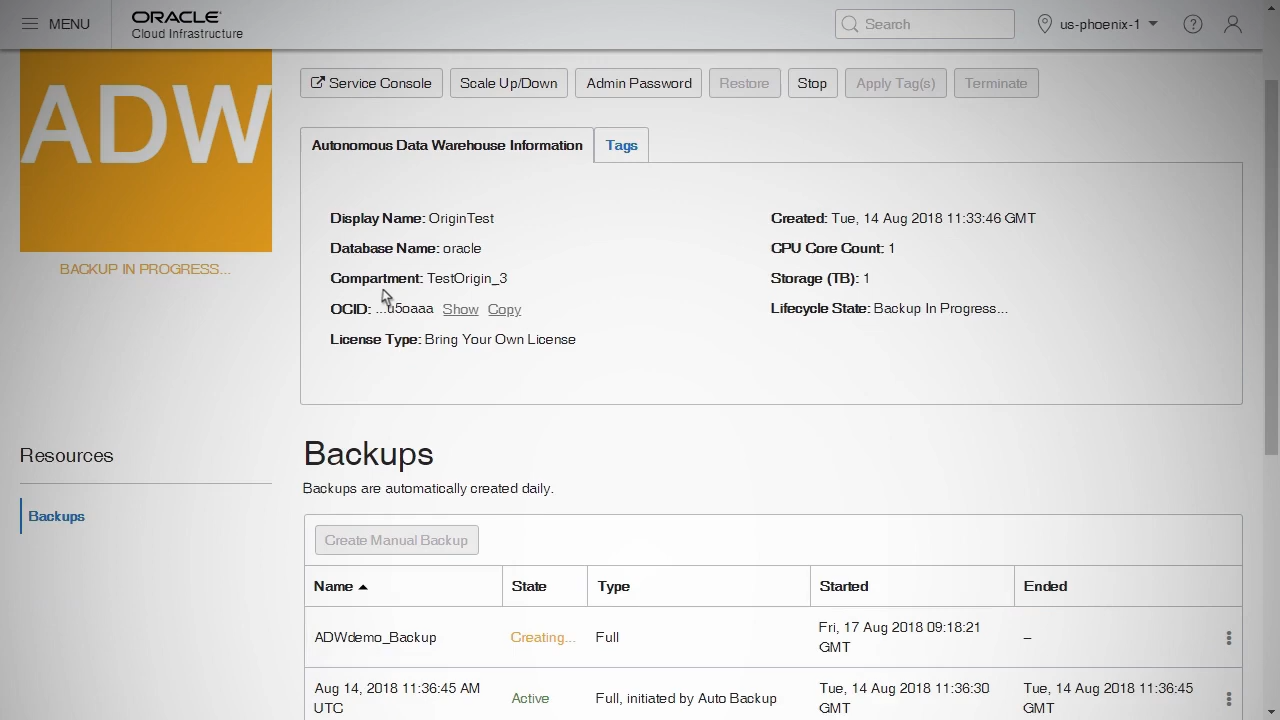 MENU
ORACLE
Cloud Infrastructure
Search
us-phoenix-1
ADW
BACKUP IN PROGRESS...
Service Console
Scale Up/Down
Admin Password
Restore
Stop
Apply Tag(s)
Terminate
Autonomous Data Warehouse Information
Tags
Display Name: OriginTest
Created: Tue, 14 Aug 2018 11:33:46 GMT
Database Name: oracle
CPU Core Count: 1
Compartment: TestOrigin_3
Storage (TB): 1
OCID: ...u5oaaa Show Copy
Lifecycle State: Backup In Progress...
License Type: Bring Your Own License
Resources
Backups
Backups
Backups are automatically created daily.
Create Manual Backup
Name State Type Started Ended
ADWdemo_Backup
Creating...
Full
Fri, 17 Aug 2018 09:18:21
GMT
–
Aug 14, 2018 11:36:45 AM
UTC
Active
Full, initiated by Auto Backup
Tue, 14 Aug 2018 11:36:30
GMT
Tue, 14 Aug 2018 11:36:45
GMT